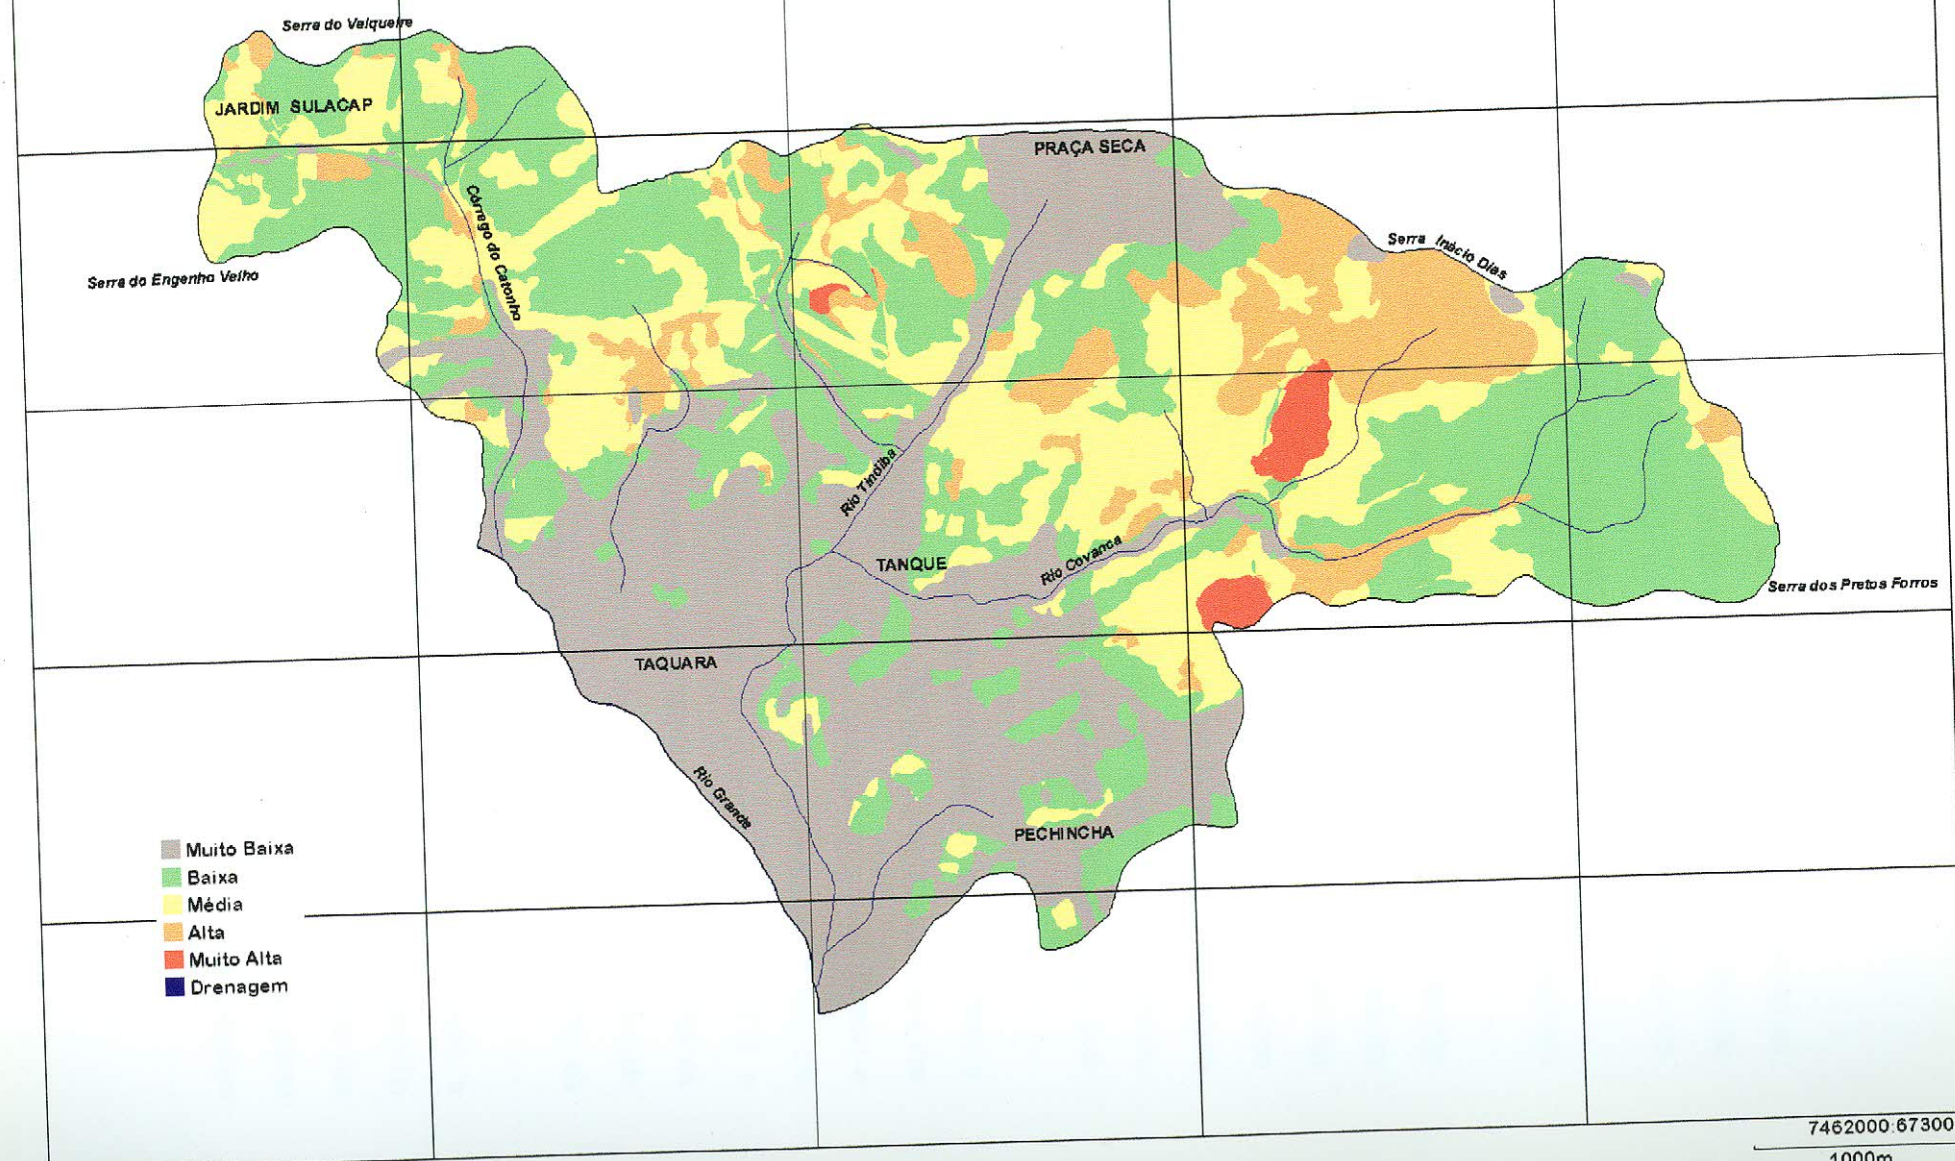 Serra do Valqueire
JARDIM SULACAP
PRAÇA SECA
Córrego do Catonho
Serra Inácio Dias
Serra do Engenho Velho
Rio Tindiba
TANQUE
Rio Covanca
Serra dos Pretos Forros
TAQUARA
Rio Grande
PECHINCHA
Muito Baixa
Baixa
Média
Alta
Muito Alta
Drenagem
7462000:67300
1000m